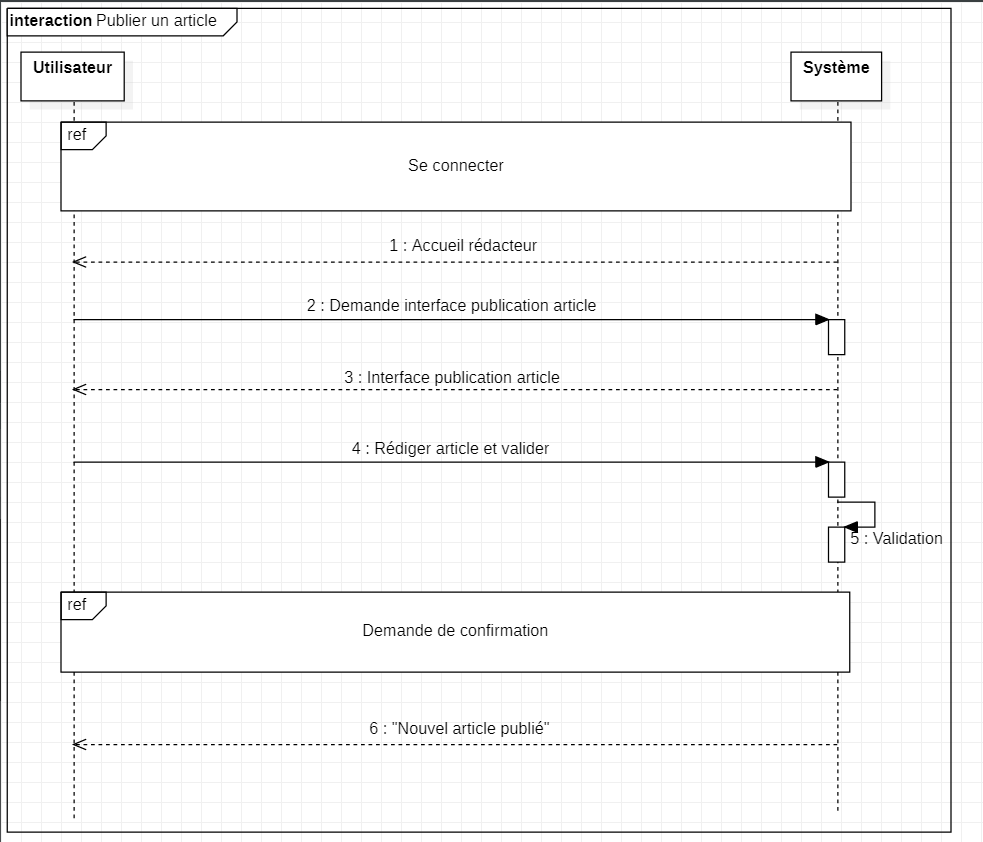 interaction Publier un article
Utilisateur
Système
ref
Se connecter
1 : Accueil rédacteur
2 : Demande interface publication article
3 : Interface publication article
4 : Rédiger article et valider
5 : Validation
ref
Demande de confirmation
6 : "Nouvel article publié"